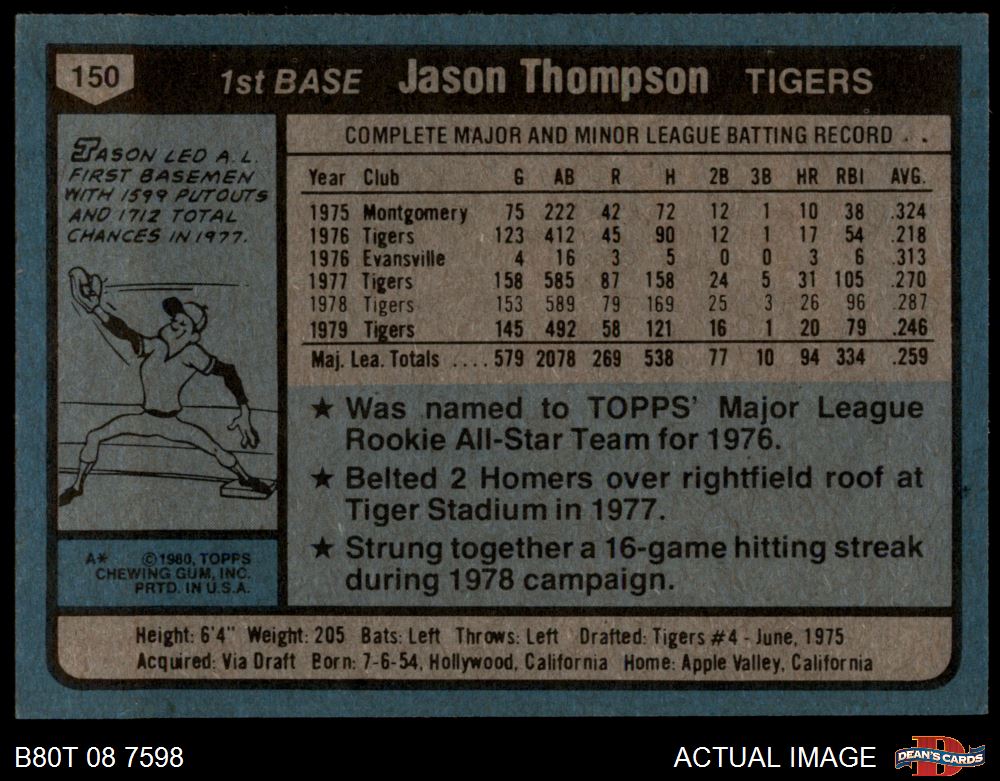 150 1st BASE Jason Thompson TIGERS
JASON LED A.L.
FIRST BASEMEN
WITH 1599 PUTOUTS
AND 1712 TOTAL
CHANCES IN 1977.
COMPLETE MAJOR AND MINOR LEAGUE BATTING RECORD . .
Year Club G AB R H 2B 3B HR RBI AVG.
1975 Montgomery 75 222 42 72 12 1 10 38 .324
1976 Tigers 123 412 45 90 12 1 17 54 .218
1976 Evansville 4 16 3 5 0 0 3 6 .313
1977 Tigers 158 585 87 158 24 5 31 105 .270
1978 Tigers 153 589 79 169 25 3 26 96 .287
1979 Tigers 145 492 58 121 16 1 20 79 .246
Maj. Lea. Totals .... 579 2078 269 538 77 10 94 334 .259
★ Was named to TOPPS' Major League
Rookie All-Star Team for 1976.
★ Belted 2 Homers over rightfield roof at
Tiger Stadium in 1977.
★ Strung together a 16-game hitting streak
during 1978 campaign.
A* ©1980, TOPPS
CHEWING GUM, INC.
PRTD. IN U.S.A.
Height: 6'4" Weight: 205 Bats: Left Throws: Left Drafted: Tigers #4 - June, 1975
Acquired: Via Draft Born: 7-6-54, Hollywood, California Home: Apple Valley, California
B80T 08 7598
ACTUAL IMAGE
D
DEAN'S CARDS